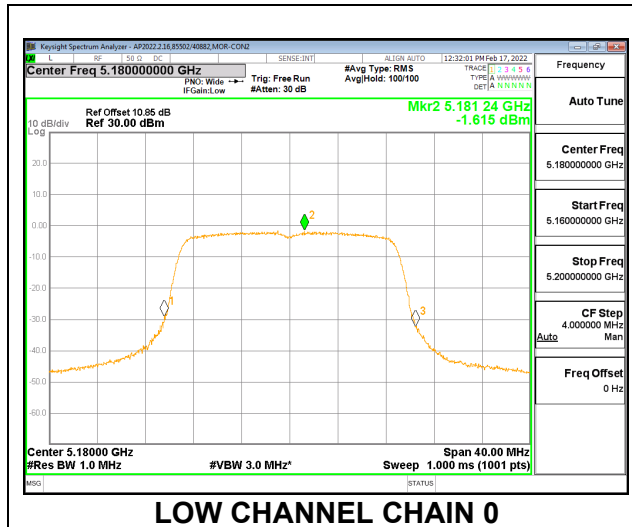 Keysight Spectrum Analyzer - AP2022.2.16,85502/40882,MOR-CON2
L RF 50 Ω DC SENSE:INT ALIGN AUTO 12:32:01 PM Feb 17, 2022
Center Freq 5.180000000 GHz #Avg Type: RMS TRACE 1 2 3 4 5 6
PNO: Wide Trig: Free Run Avg|Hold: 100/100 TYPE A WWWWW
IFGain:Low #Atten: 30 dB DET A N N N N N
Frequency
Auto Tune
Center Freq
5.180000000 GHz
Start Freq
5.160000000 GHz
Stop Freq
5.200000000 GHz
CF Step
4.000000 MHz
Auto Man
Freq Offset
0 Hz
Mkr2 5.181 24 GHz
Ref Offset 10.85 dB -1.615 dBm
10 dB/div Ref 30.00 dBm
Log
20.0
10.0
0.00
2
-10.0
-20.0
1
3
-30.0
-40.0
-50.0
-60.0
Center 5.18000 GHz Span 40.00 MHz
#Res BW 1.0 MHz #VBW 3.0 MHz* Sweep 1.000 ms (1001 pts)
MSG STATUS
LOW CHANNEL CHAIN 0